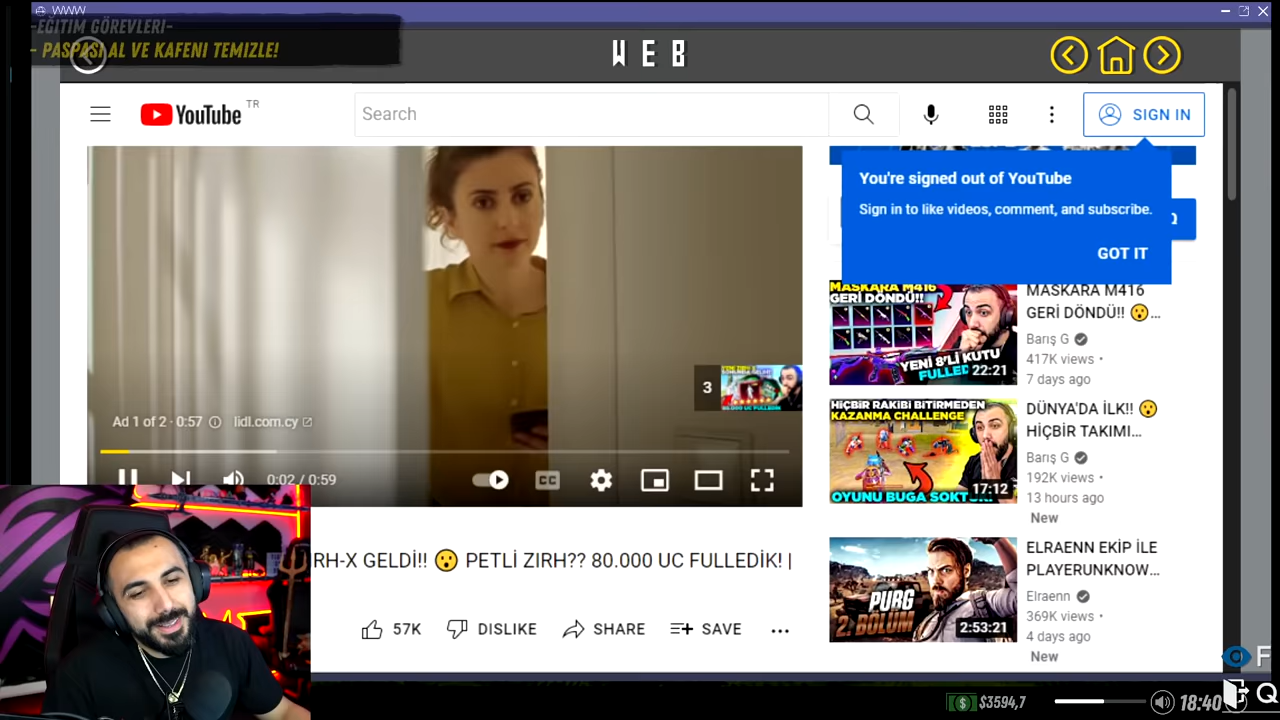 WWW
-EĞİTİM GÖREVLERİ-
- PASPASI AL VE KAFENI TEMIZLE!
WEB
YouTube TR
Search
SIGN IN
You're signed out of YouTube
Sign in to like videos, comment, and subscribe.
GOT IT
3
Ad 1 of 2 · 0:57
lidl.com.cy
CC
0:02 / 0:59
RH-X GELDİ!! 😮 PETLİ ZIRH?? 80.000 UC FULLEDİK! |
57K
DISLIKE
SHARE
SAVE
MASKARA M416
GERİ DÖNDÜ!!
YENİ 8'Lİ KUTU
FULLED
22:21
MASKARA M416
GERİ DÖNDÜ!! 😮...
Barış G
417K views •
7 days ago
HİÇBİR RAKİBİ BİTİRMEDEN
KAZANMA CHALLENGE
OYUNU BUGA SOKT
17:12
DÜNYA'DA İLK!! 😮
HİÇBİR TAKIMI...
Barış G
192K views •
13 hours ago
New
PUBG
2. BÖLÜM
2:53:21
ELRAENN EKİP İLE
PLAYERUNKNOW...
Elraenn
369K views •
4 days ago
New
F
$3594,7
18:40
Q